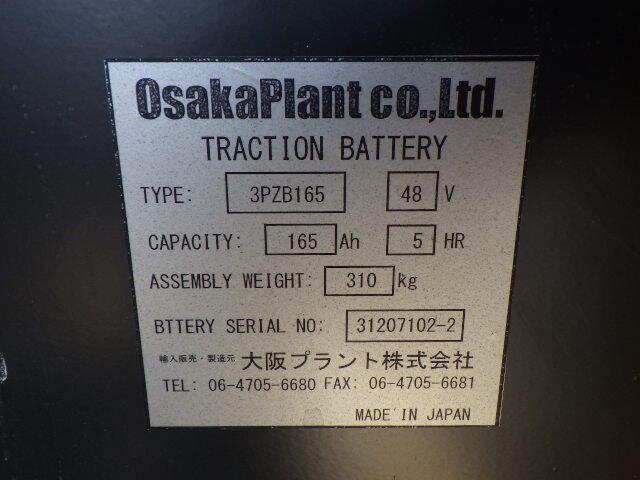 OsakaPlant co.,Ltd.
TRACTION BATTERY
TYPE: 3PZB165 48 V
CAPACITY: 165 Ah 5 HR
ASSEMBLY WEIGHT: 310 kg
BTTERY SERIAL NO: 31207102-2
輸入販売・製造元 大阪プラント株式会社
TEL: 06-4705-6680 FAX: 06-4705-6681
MADE IN JAPAN